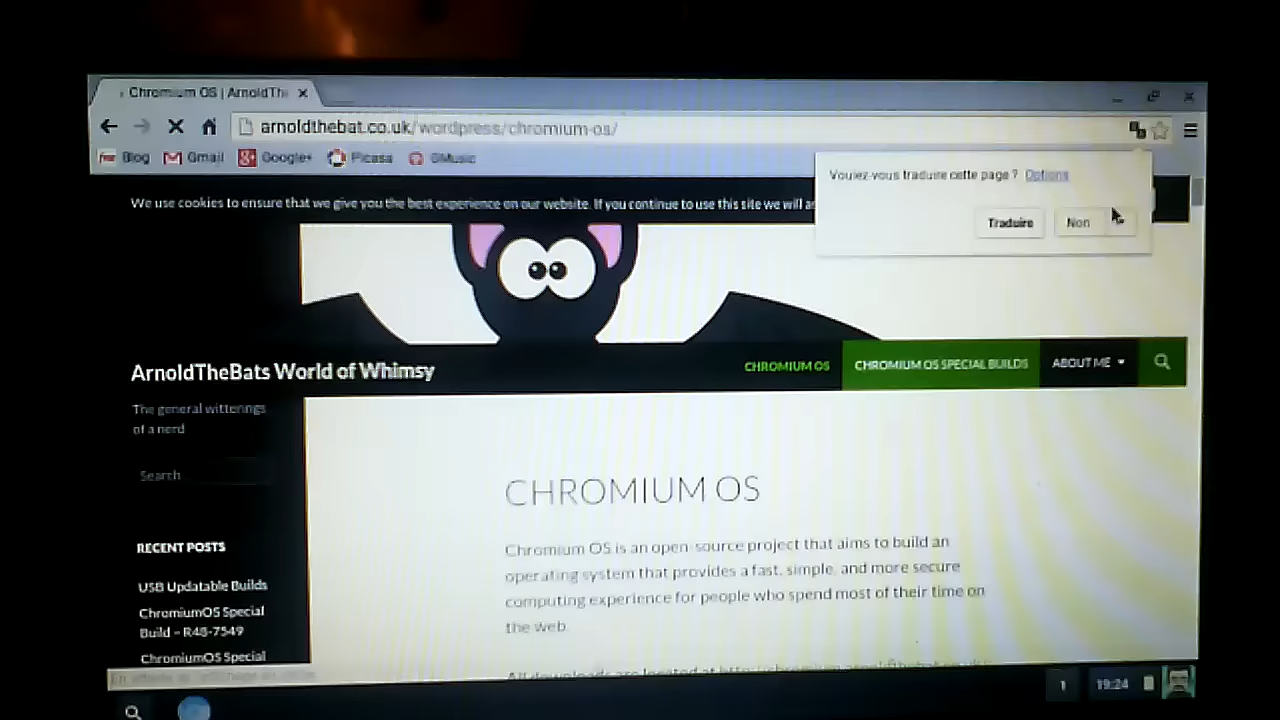 Chromium OS | ArnoldTh
arnoldthebat.co.uk/wordpress/chromium-os/
Blog Gmail Google+ Picasa GMusic
Voulez-vous traduire cette page ? Options
Traduire Non
We use cookies to ensure that we give you the best experience on our website. If you continue to use this site we will a
ArnoldTheBats World of Whimsy
CHROMIUM OS CHROMIUM OS SPECIAL BUILDS ABOUT ME
The general witterings
of a nerd
Search
CHROMIUM OS
Chromium OS is an open-source project that aims to build an
operating system that provides a fast, simple, and more secure
computing experience for people who spend most of their time on
the web.
All downloads are located at
RECENT POSTS
USB Updatable Builds
ChromiumOS Special
Build – R48-7549
ChromiumOS Special
1 19:24